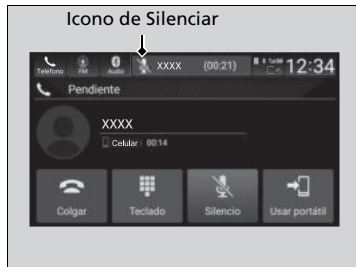 Icono de Silenciar
Teléfono FM Audio XXXX (00:21) 12:34
Pendiente
XXXX
Celular: 00:14
Colgar Teclado Silencio Usar portátil